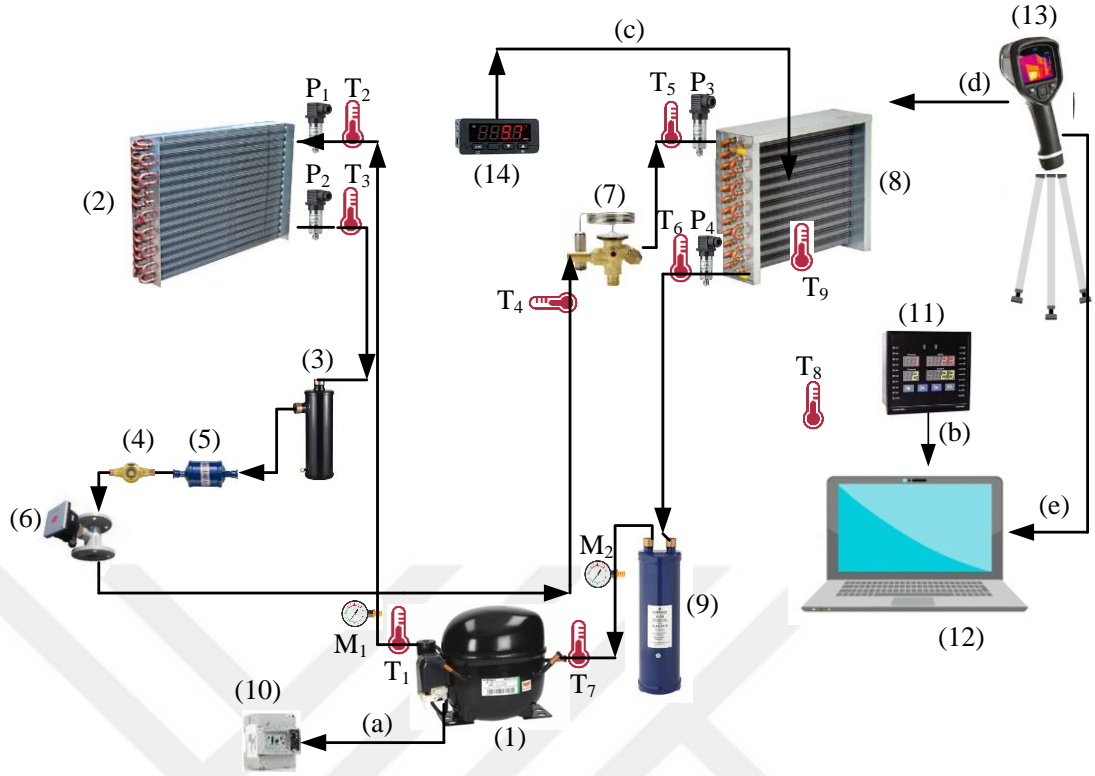 (13)
(c)
P₁ T₂
T₅ P₃
(d)
(14)
(2)
P₂ T₃
(7)
(8)
T₆ P₄
T₄
T₉
(11)
(3)
T₈
(4)
(5)
(b)
(6)
(e)
M₂
(9)
M₁
T₁
T₇
(12)
(10)
(a)
(1)